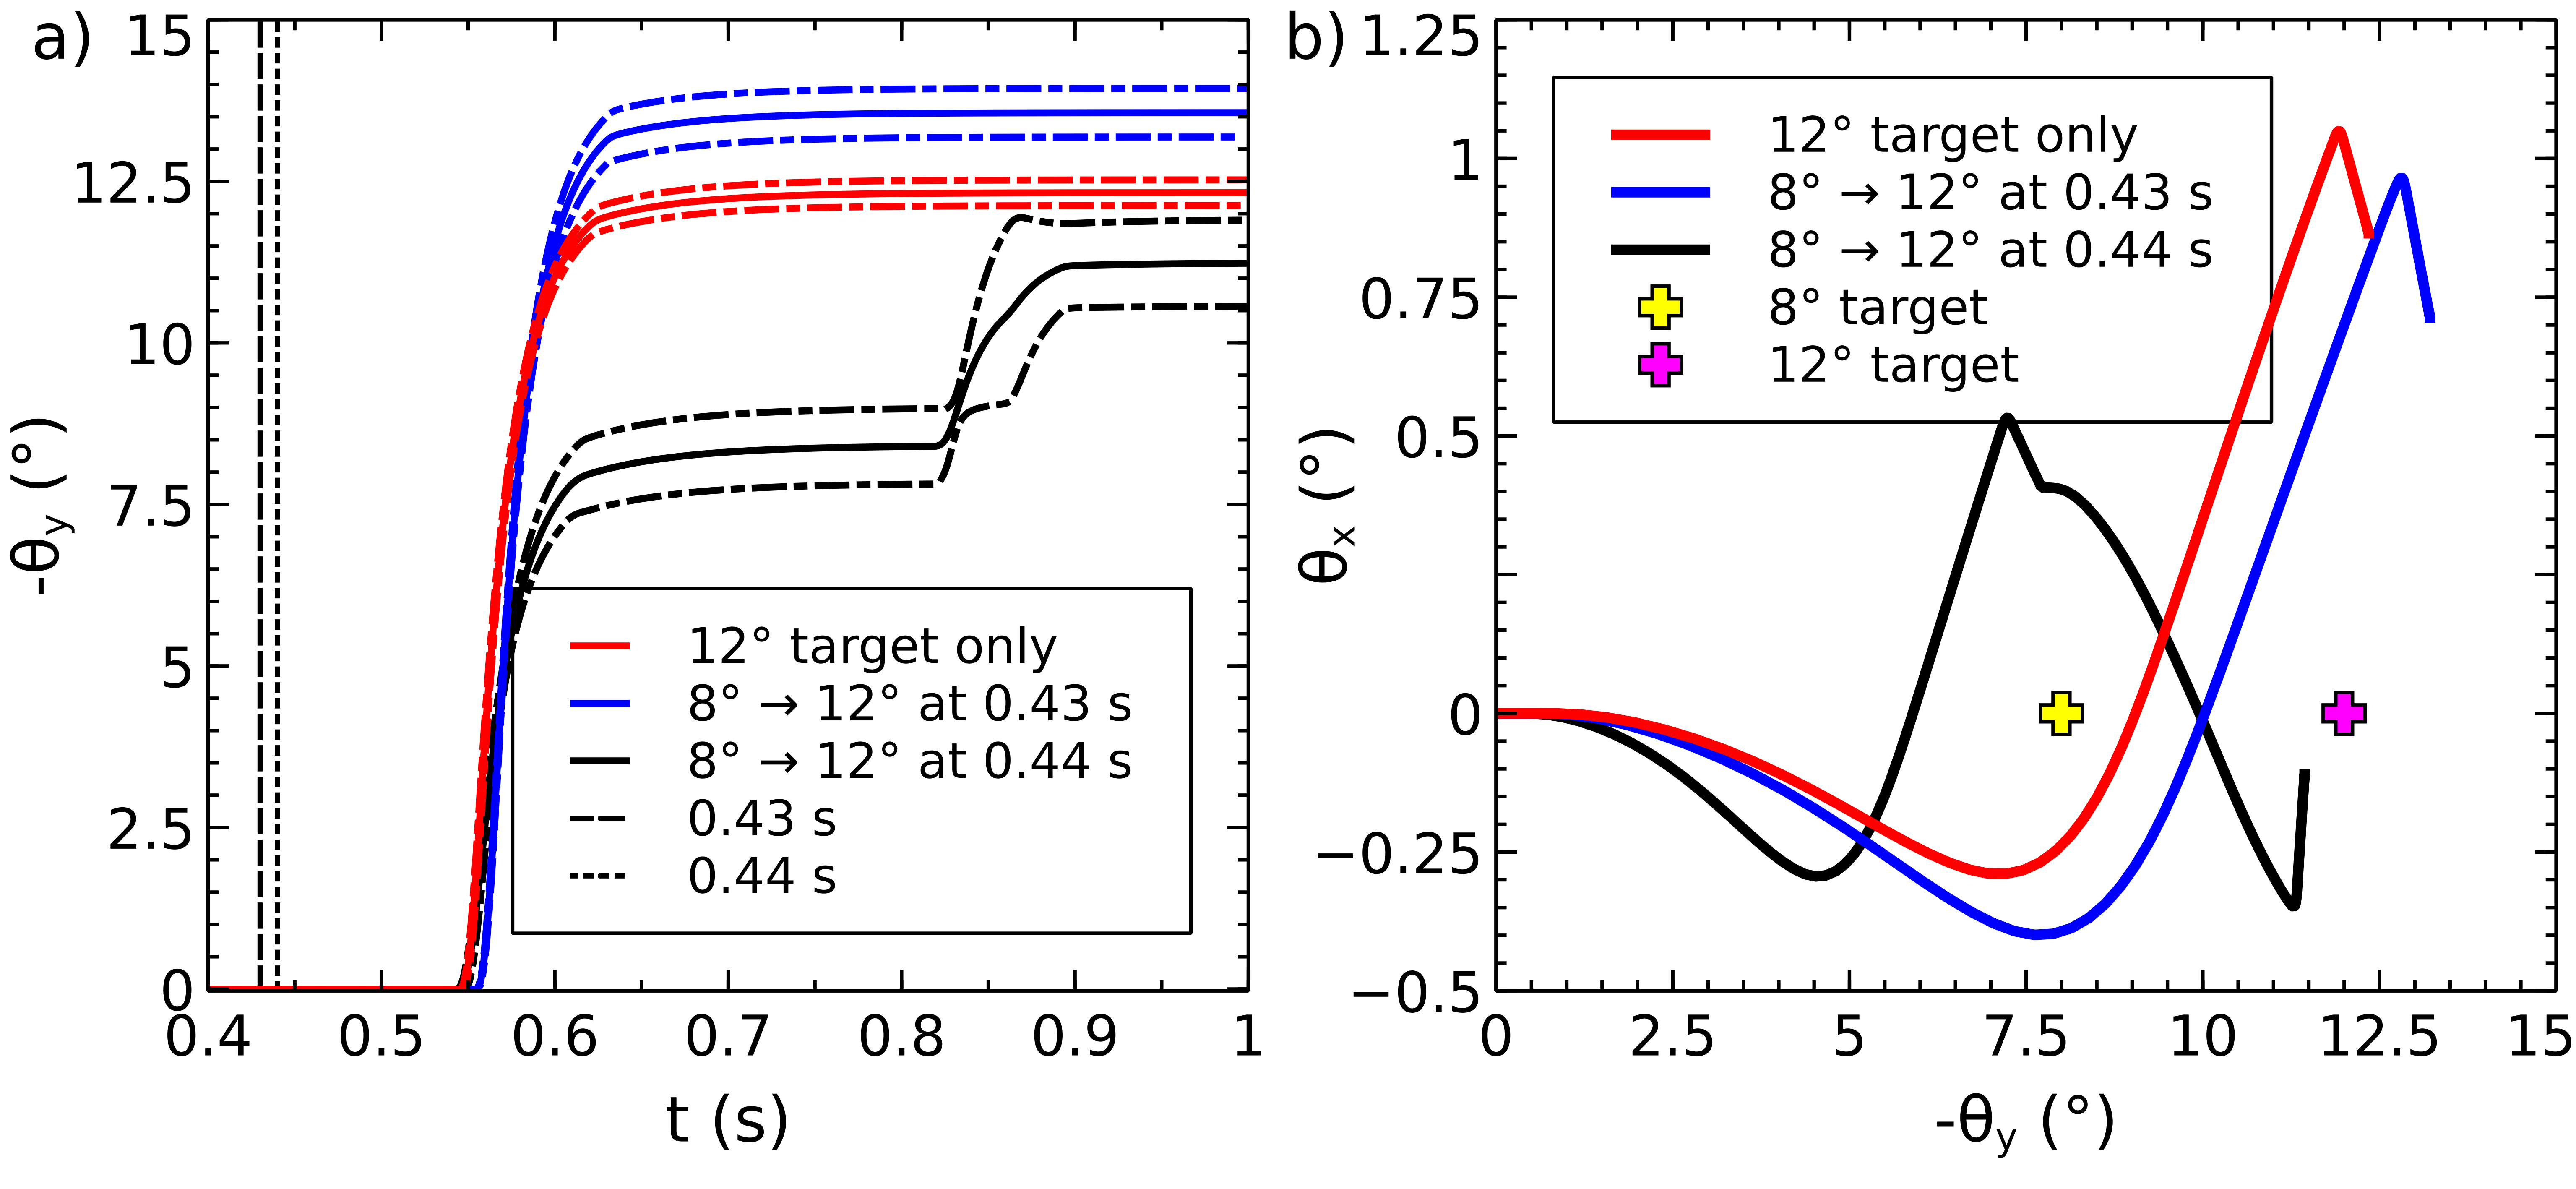 a)
15
12.5
10
7.5
5
2.5
0
-θy (°)
12° target only
8° → 12° at 0.43 s
8° → 12° at 0.44 s
0.43 s
0.44 s
0.4 0.5 0.6 0.7 0.8 0.9 1
t (s)
b)
1.25
1
0.75
0.5
0
−0.25
−0.5
θx (°)
12° target only
8° → 12° at 0.43 s
8° → 12° at 0.44 s
8° target
12° target
0 2.5 5 7.5 10 12.5 15
-θy (°)